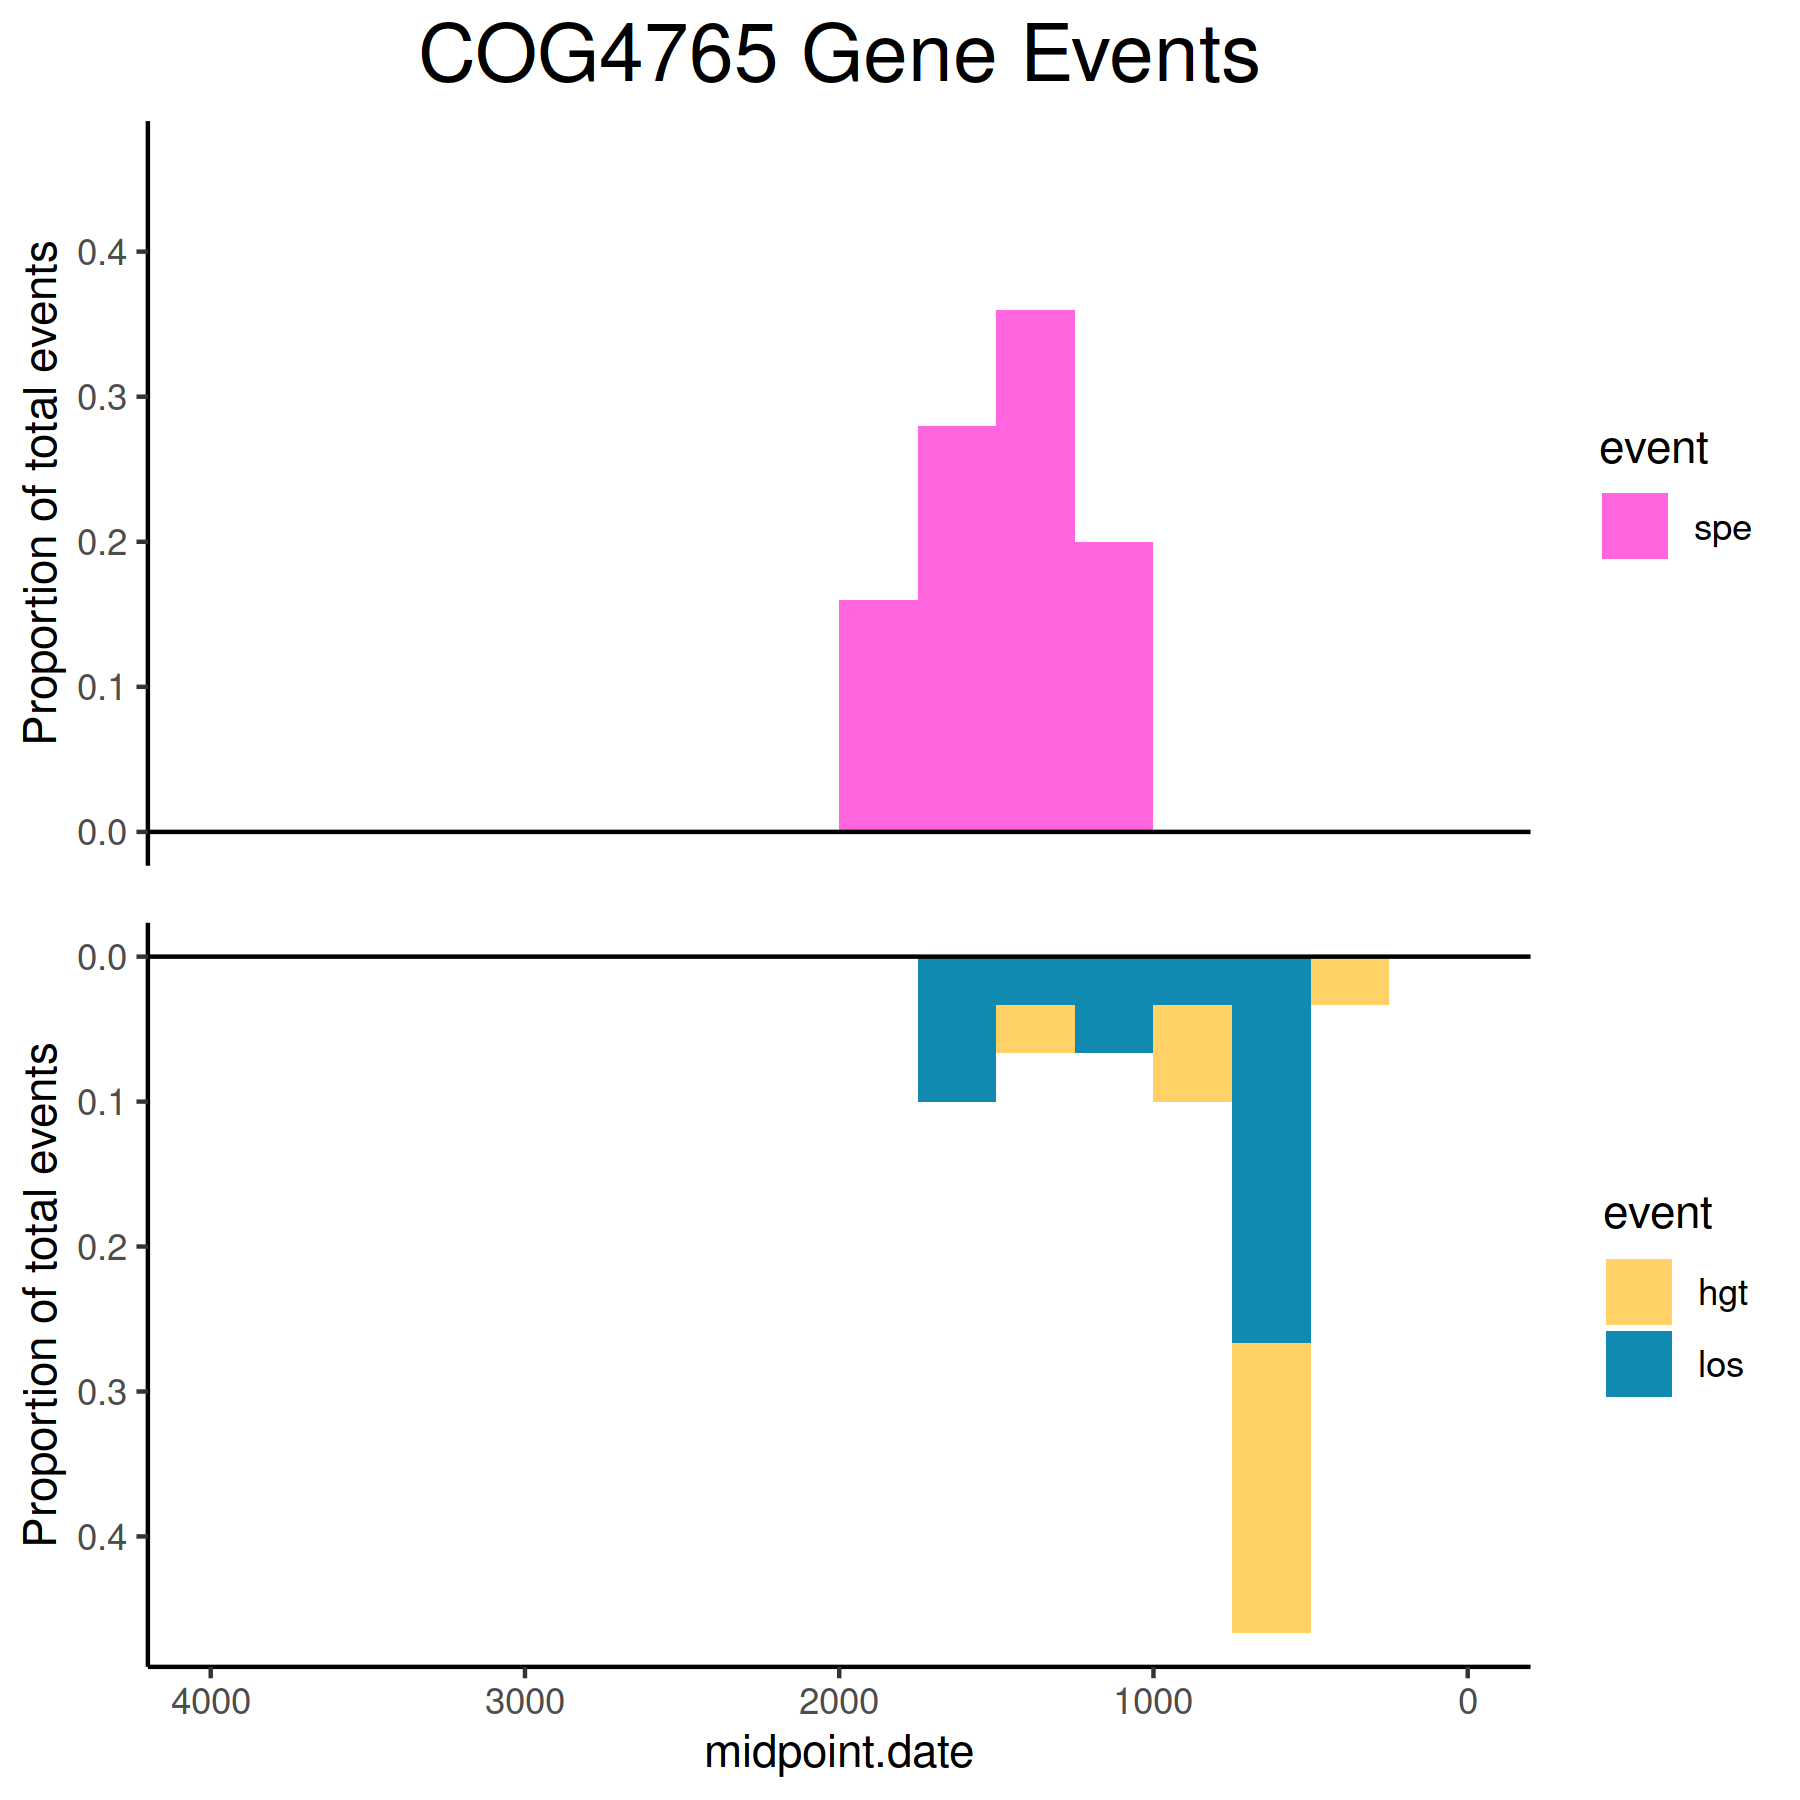 COG4765 Gene Events
Proportion of total events
0.4
0.3
0.2
0.1
0.0
event
spe
Proportion of total events
0.0
0.1
0.2
0.3
0.4
event
hgt
los
4000 3000 2000 1000 0
midpoint.date